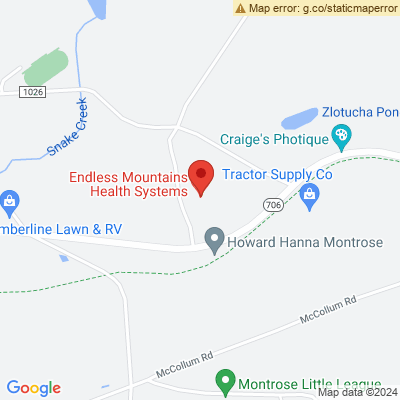 Map error: g.co/staticmaperror
1026
Snake Creek
Zlotucha Pon
Craige's Photique
Endless Mountains
Health Systems
Tractor Supply Co
706
mberline Lawn & RV
Howard Hanna Montrose
McCollum Rd
McCollum Rd
Montrose Little League
Google
Map data ©2024